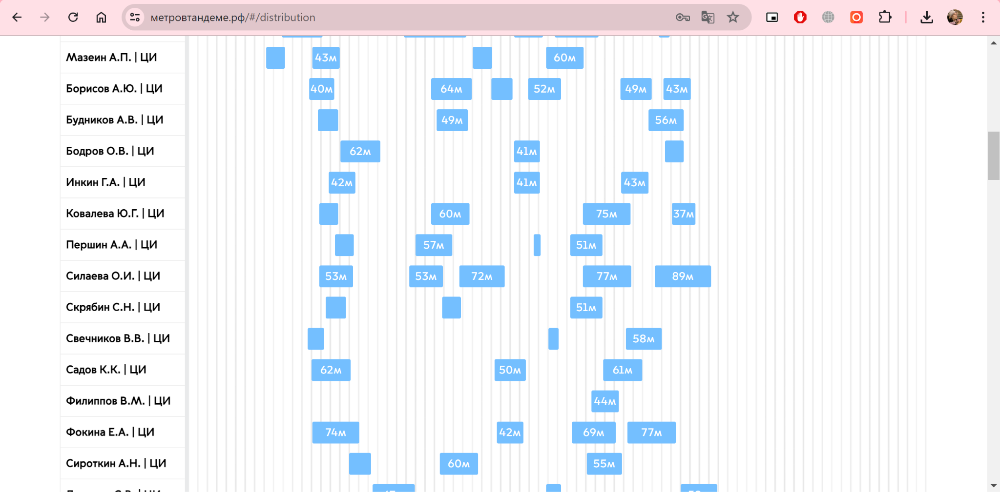 метровтандеме.рф/#/distribution
Мазеин А.П. | ЦИ 43м 60м
Борисов А.Ю. | ЦИ 40м 64м 52м 49м 43м
Будников А.В. | ЦИ 49м 56м
Бодров О.В. | ЦИ 62м 41м
Инкин Г.А. | ЦИ 42м 41м 43м
Ковалева Ю.Г. | ЦИ 60м 75м 37м
Першин А.А. | ЦИ 57м 51м
Силаева О.И. | ЦИ 53м 53м 72м 77м 89м
Скрябин С.Н. | ЦИ 51м
Свечников В.В. | ЦИ 58м
Садов К.К. | ЦИ 62м 50м 61м
Филиппов В.М. | ЦИ 44м
Фокина Е.А. | ЦИ 74м 42м 69м 77м
Сироткин А.Н. | ЦИ 60м 55м